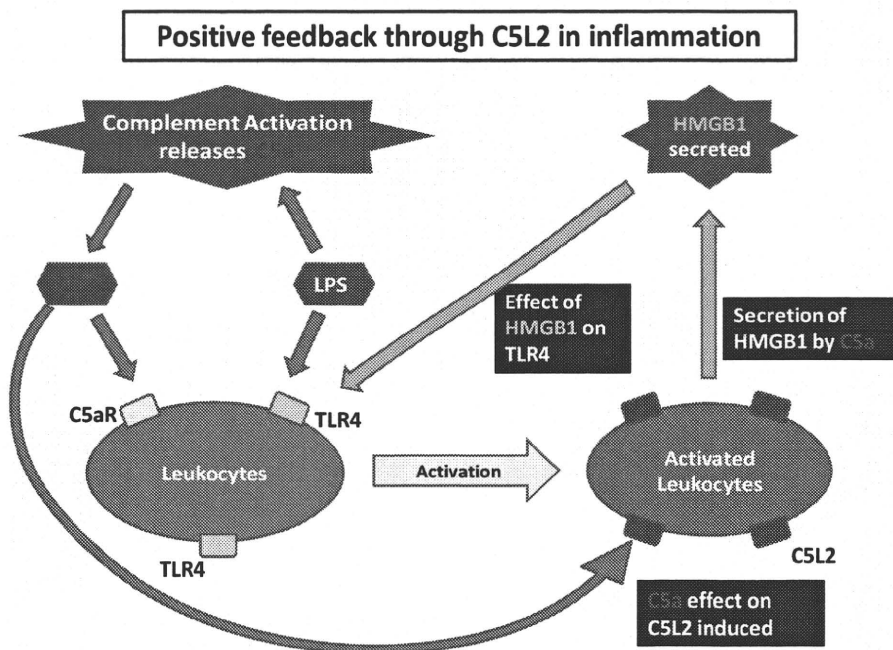 Positive feedback through C5L2 in inflammation
Complement Activation
releases
HMGB1
secreted
LPS
Effect of
HMGB1 on
TLR4
Secretion of
HMGB1 by C5a
C5aR
TLR4
Leukocytes
Activation
Activated
Leukocytes
TLR4
C5L2
C5a effect on
C5L2 induced